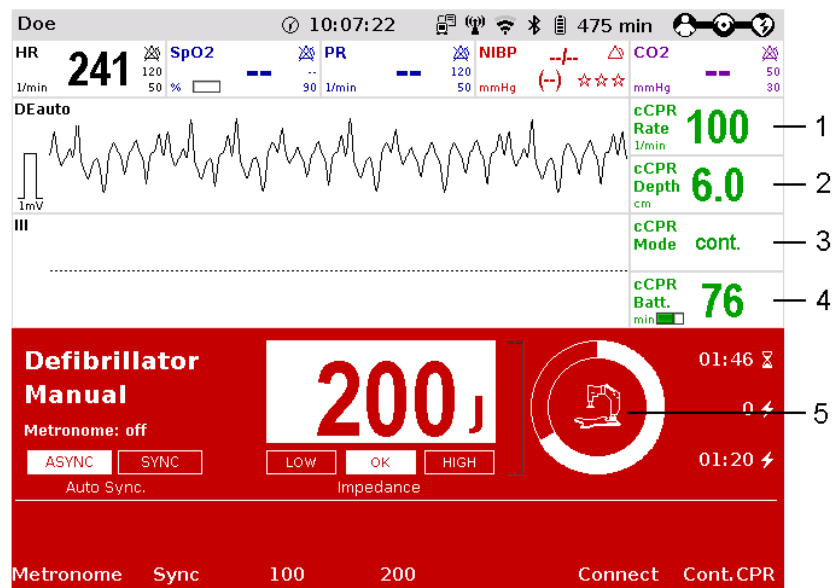 Doe 10:07:22 475 min
HR 241 120 50 1/min
SpO2 -- -- 90 %
PR -- 120 50 1/min
NIBP --/-- (--) mmHg
CO2 -- 50 30 mmHg
DEauto
1mV
cCPR Rate 1/min 100
1
cCPR Depth cm 6.0
2
III
cCPR Mode cont.
3
cCPR Batt. min 76
4
Defibrillator
Manual
Metronome: off
ASYNC SYNC
Auto Sync.
200 J
LOW OK HIGH
Impedance
01:46
0
5
01:20
Metronome Sync 100 200 Connect Cont.CPR